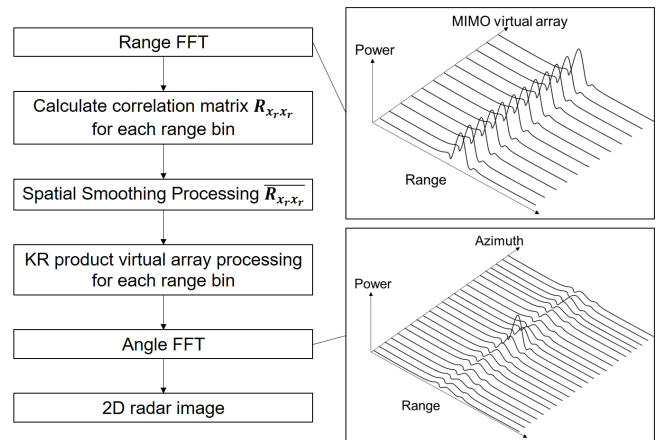 Range FFT
Calculate correlation matrix R_{x_r x_r}
for each range bin
Spatial Smoothing Processing \overline{R_{x_r x_r}}
KR product virtual array processing
for each range bin
Angle FFT
2D radar image
MIMO virtual array
Power
Range
Azimuth
Power
Range